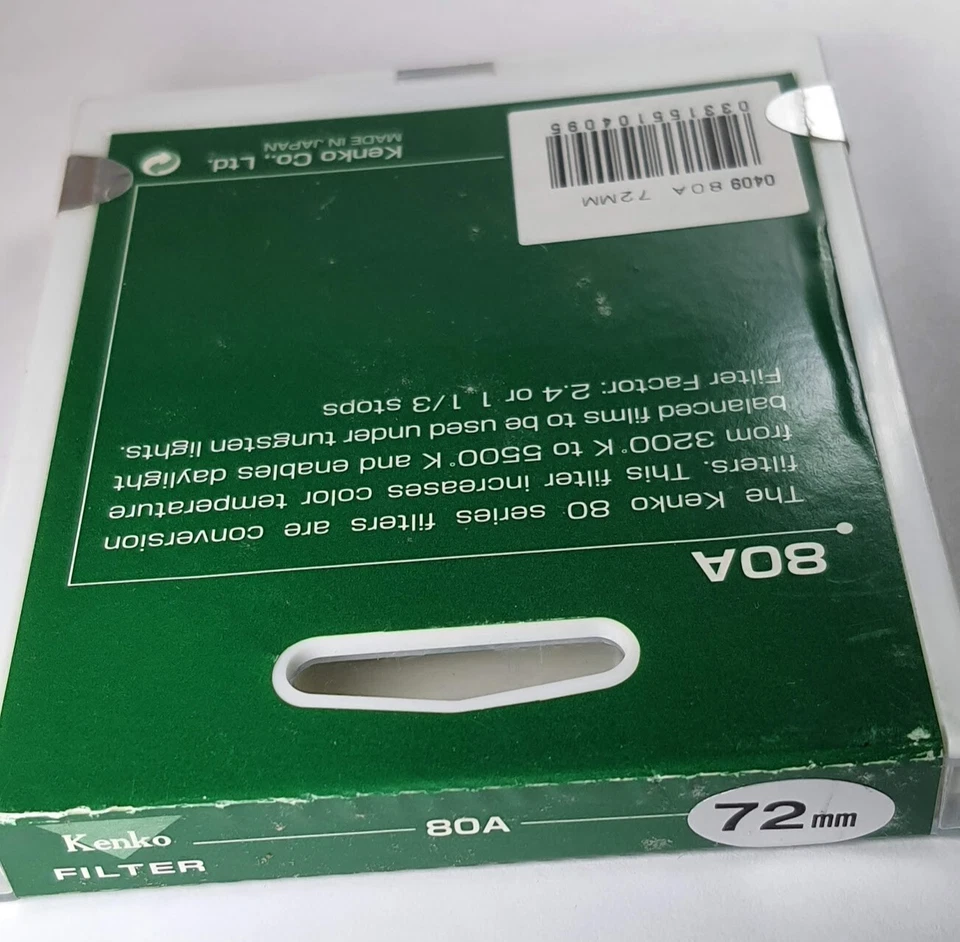 Kenko
FILTER
80A
72mm
80A
The Kenko 80 series filters are conversion
filters. This filter increases color temperature
from 3200°K to 5500°K and enables daylight
balanced films to be used under tungsten lights.
Filter Factor: 2.4 or 1 1/3 stops
0409 80A 72MM
033155104095
Kenko Co., Ltd.
MADE IN JAPAN